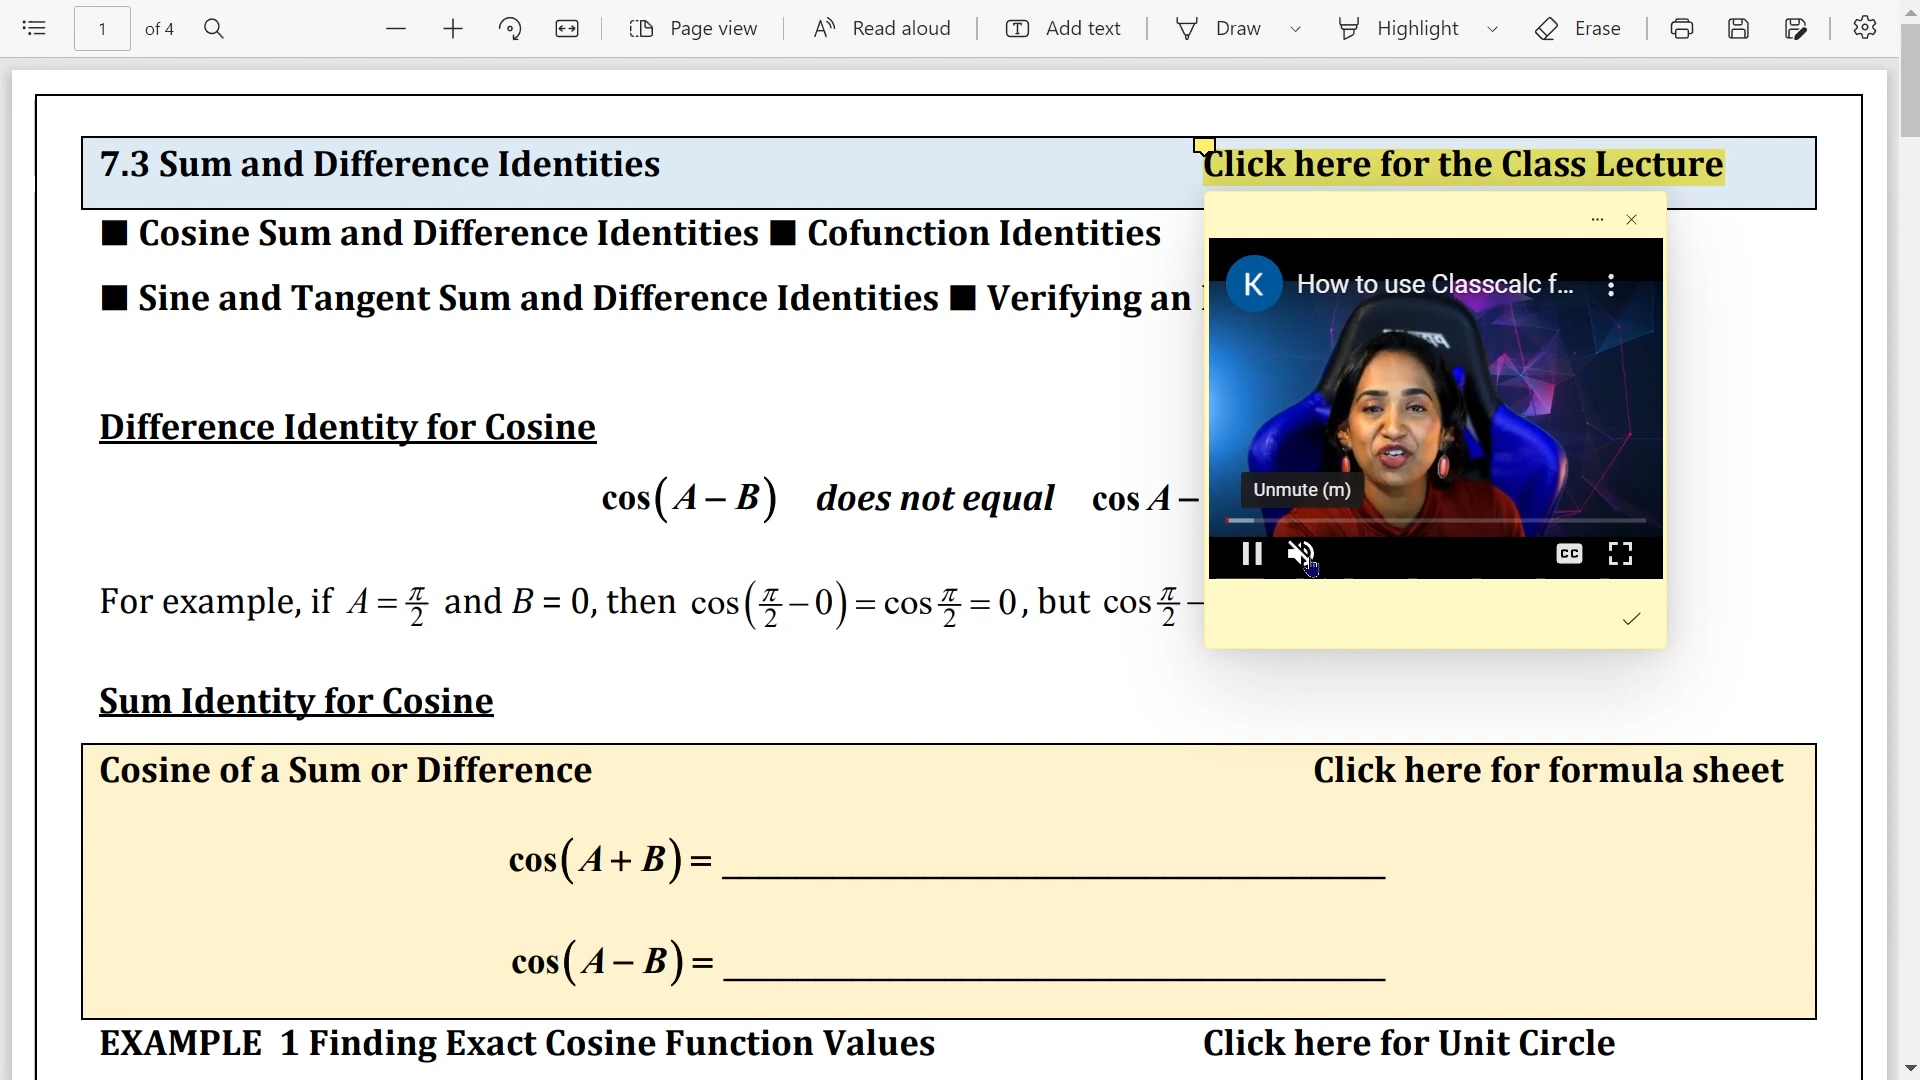 1 of 4 Page view Read aloud Add text Draw Highlight Erase
7.3 Sum and Difference Identities Click here for the Class Lecture
■ Cosine Sum and Difference Identities ■ Cofunction Identities
■ Sine and Tangent Sum and Difference Identities ■ Verifying an
K How to use Classcalc f...
Difference Identity for Cosine
cos(A – B) does not equal cos A –
Unmute (m)
CC
For example, if A = π/2 and B = 0, then cos(π/2 – 0) = cos π/2 = 0, but cos π/2 –
Sum Identity for Cosine
Cosine of a Sum or Difference Click here for formula sheet
cos(A + B) = ____________________
cos(A – B) = ____________________
EXAMPLE 1 Finding Exact Cosine Function Values Click here for Unit Circle